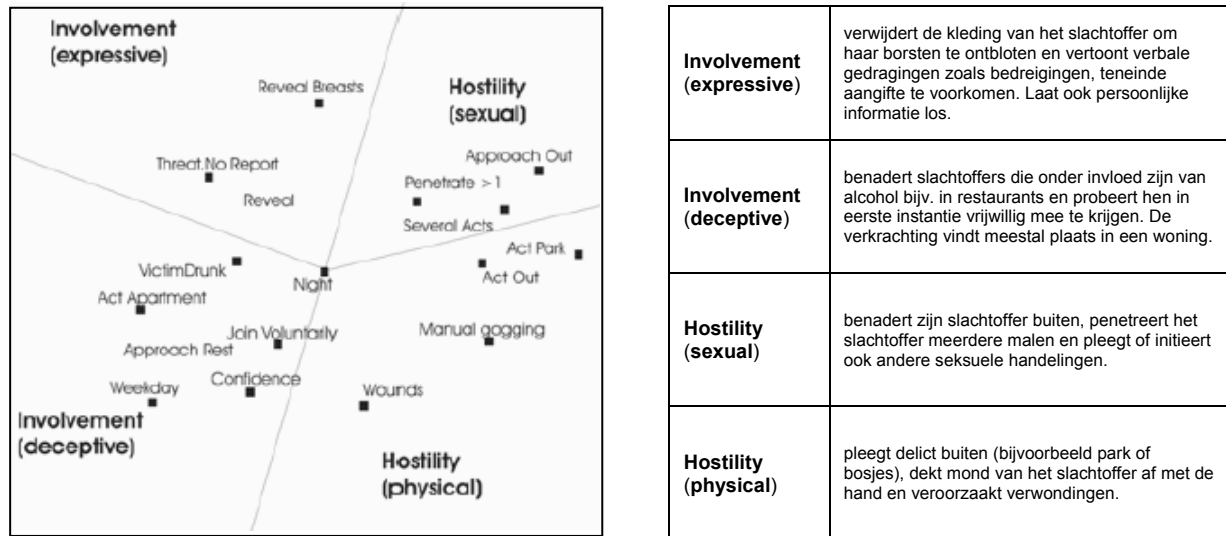 Involvement
(expressive)
Reveal Breasts
Hostility
(sexual)
Threat.No Report
Approach Out
Penetrate >1
Reveal
Several Acts
Act Park
VictimDrunk
Night
Act Out
Act Apartment
Join Voluntarily
Manual gagging
Approach Rest
Weekday
Confidence
Wounds
Involvement
(deceptive)
Hostility
(physical)
Involvement
(expressive)
verwijdert de kleding van het slachtoffer om
haar borsten te ontbloten en vertoont verbale
gedragingen zoals bedreigingen, teneinde
aangifte te voorkomen. Laat ook persoonlijke
informatie los.
Involvement
(deceptive)
benadert slachtoffers die onder invloed zijn van
alcohol bijv. in restaurants en probeert hen in
eerste instantie vrijwillig mee te krijgen. De
verkrachting vindt meestal plaats in een woning.
Hostility
(sexual)
benadert zijn slachtoffer buiten, penetreert het
slachtoffer meerdere malen en pleegt of initieert
ook andere seksuele handelingen.
Hostility
(physical)
pleegt delict buiten (bijvoorbeeld park of
bosjes), dekt mond van het slachtoffer af met de
hand en veroorzaakt verwondingen.